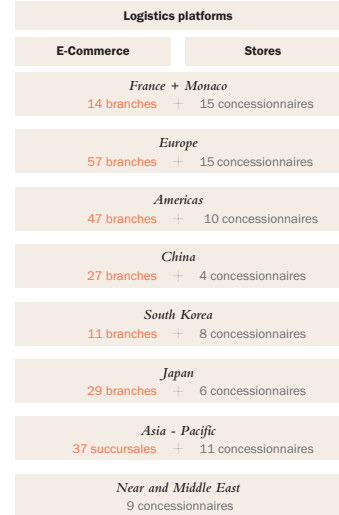 Logistics platforms
E-Commerce Stores
France + Monaco
14 branches + 15 concessionnaires
Europe
57 branches + 15 concessionnaires
Americas
47 branches + 10 concessionnaires
China
27 branches + 4 concessionnaires
South Korea
11 branches + 8 concessionnaires
Japan
29 branches + 6 concessionnaires
Asia - Pacific
37 succursales + 11 concessionnaires
Near and Middle East
9 concessionnaires